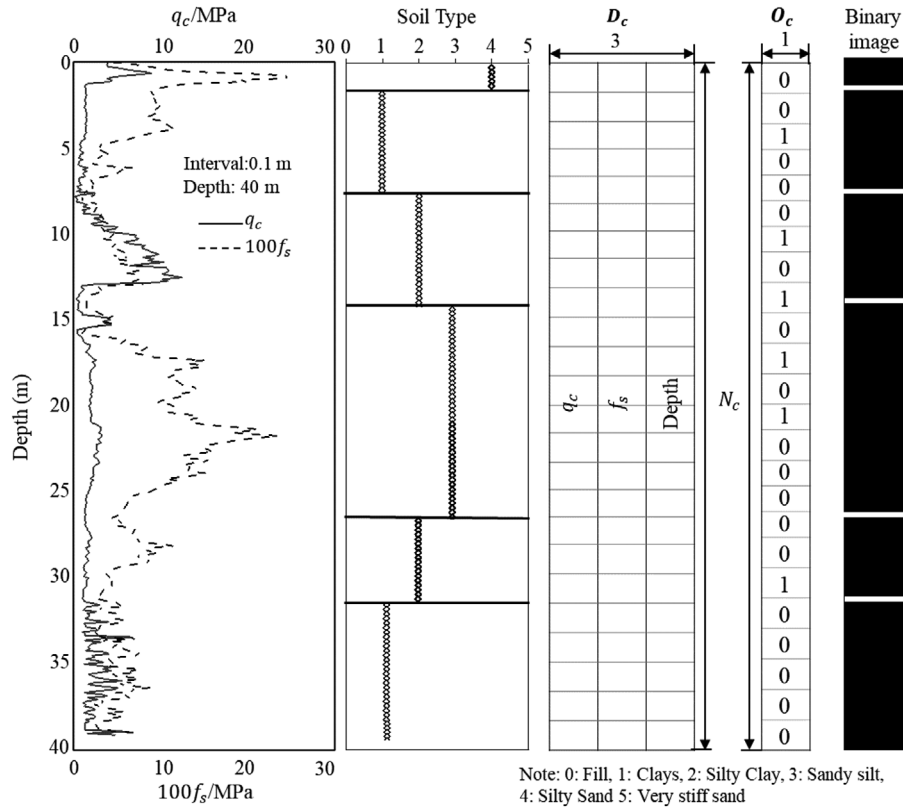 q_c/MPa
0 10 20 30
Soil Type
0 1 2 3 4 5
D_c
3
O_c
1
Binary
image
Depth (m)
0
5
10
15
20
25
30
35
40
Interval:0.1 m
Depth: 40 m
q_c
100f_s
q_c
f_s
Depth
N_c
0
0
1
0
0
0
1
0
1
0
1
0
1
0
0
0
0
0
1
0
0
0
0
0
0 10 20 30
100f_s/MPa
Note: 0: Fill, 1: Clays, 2: Silty Clay, 3: Sandy silt,
4: Silty Sand 5: Very stiff sand